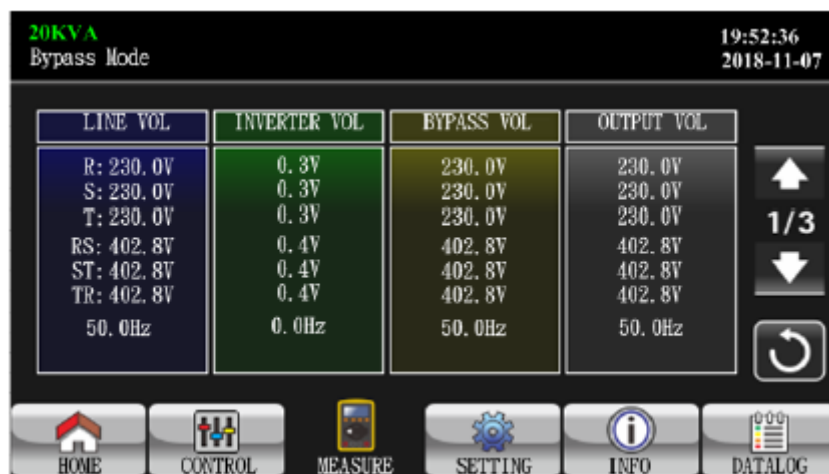 20KVA
Bypass Mode
19:52:36
2018-11-07
LINE VOL INVERTER VOL BYPASS VOL OUTPUT VOL
R: 230.0V 0.3V 230.0V 230.0V
S: 230.0V 0.3V 230.0V 230.0V
T: 230.0V 0.3V 230.0V 230.0V
RS: 402.8V 0.4V 402.8V 402.8V
ST: 402.8V 0.4V 402.8V 402.8V
TR: 402.8V 0.4V 402.8V 402.8V
50.0Hz 0.0Hz 50.0Hz 50.0Hz
1/3
HOME CONTROL MEASURE SETTING INFO DATALOG